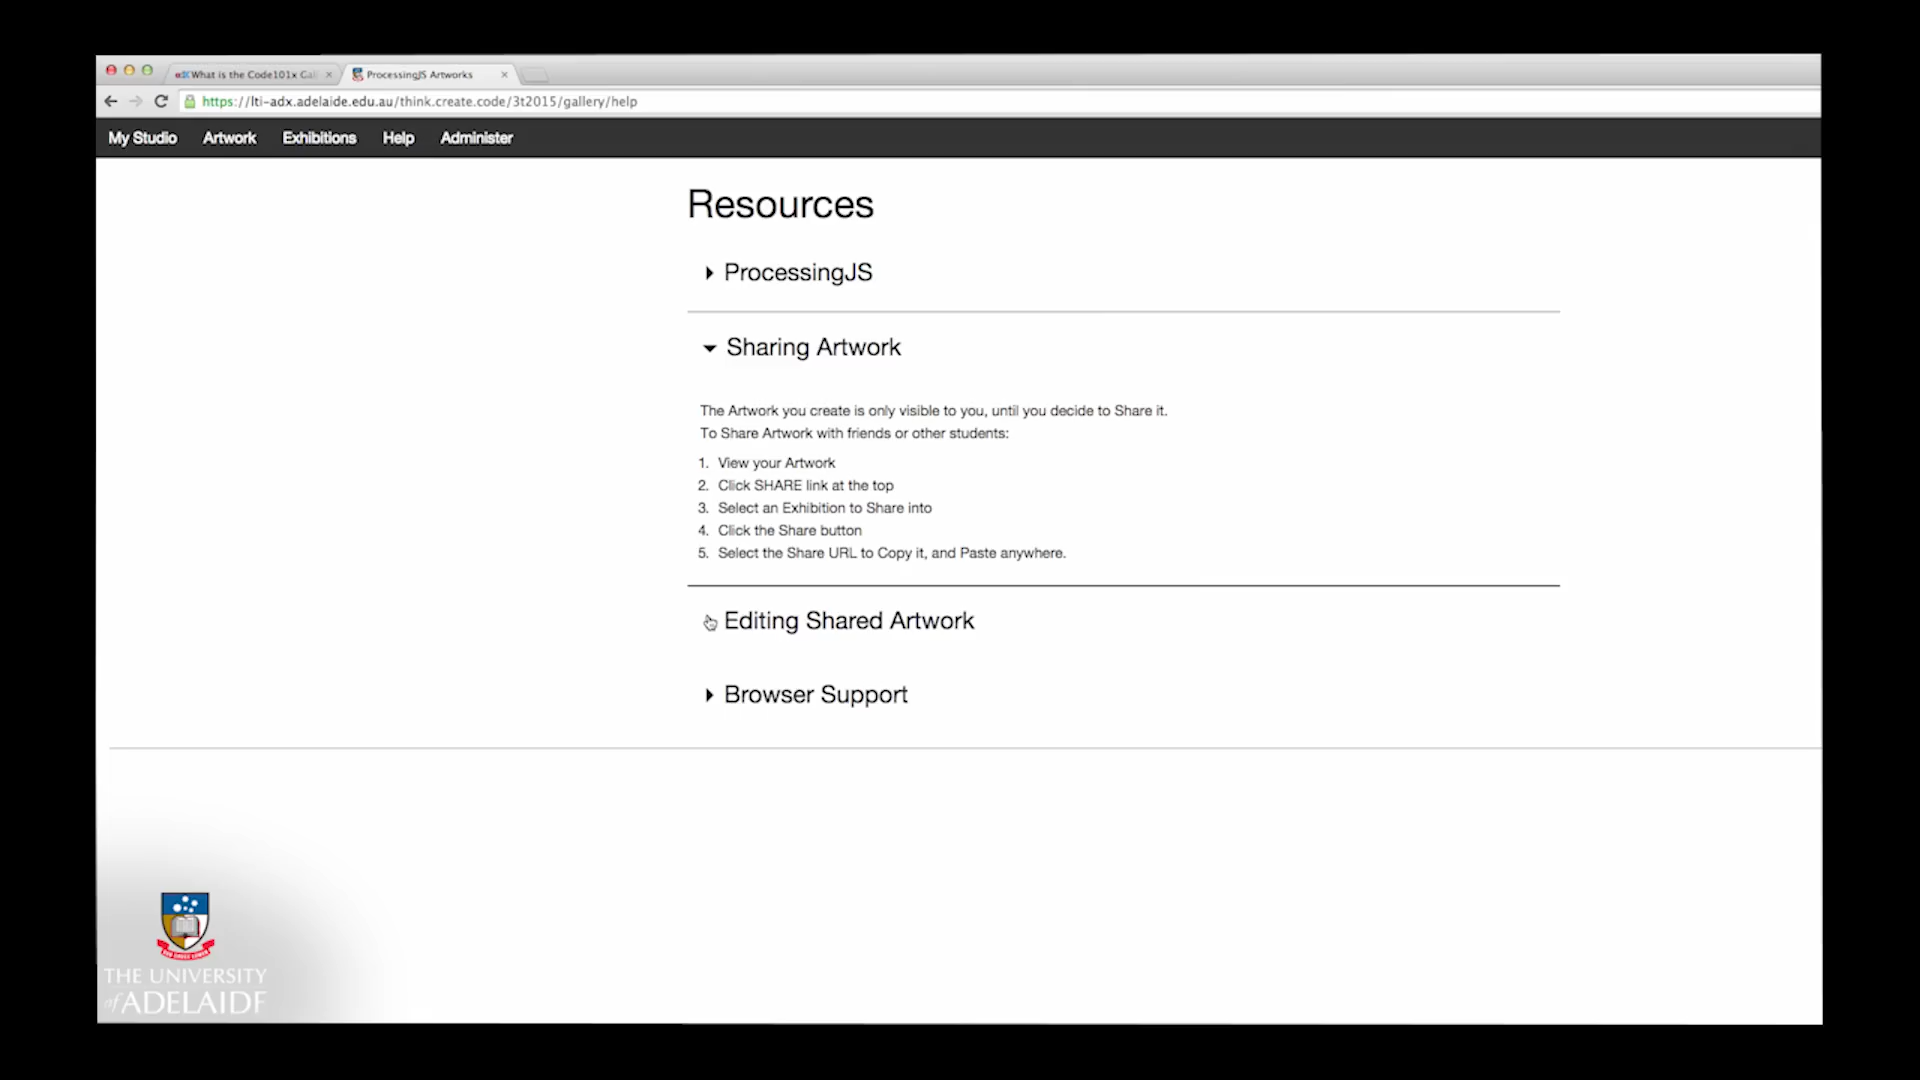 What is the Code101x Gal
ProcessingJS Artworks
https://lti-adx.adelaide.edu.au/think.create.code/3t2015/gallery/help
My Studio Artwork Exhibitions Help Administer
Resources
ProcessingJS
Sharing Artwork
The Artwork you create is only visible to you, until you decide to Share it.
To Share Artwork with friends or other students:
1. View your Artwork
2. Click SHARE link at the top
3. Select an Exhibition to Share into
4. Click the Share button
5. Select the Share URL to Copy it, and Paste anywhere.
Editing Shared Artwork
Browser Support
THE UNIVERSITY
of ADELAIDE